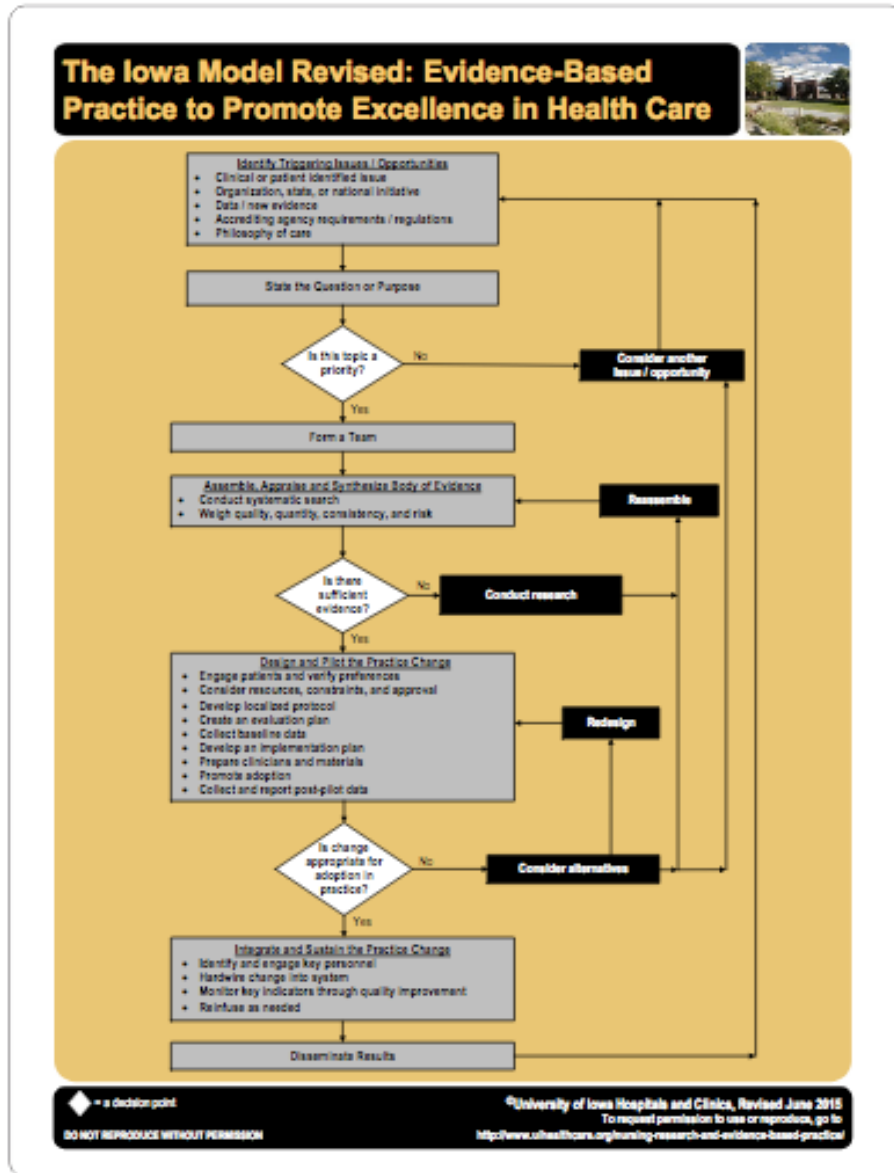 The Iowa Model Revised: Evidence-Based
Practice to Promote Excellence in Health Care
Identify Triggering Issues / Opportunities
• Clinical or patient identified issue
• Organization, state, or national initiative
• Data / new evidence
• Accrediting agency requirements / regulations
• Philosophy of care
State the Question or Purpose
Is this topic a
priority?
No
Consider another
Issue / opportunity
Yes
Form a Team
Assemble, Appraise and Synthesize Body of Evidence
• Conduct systematic search
• Weigh quality, quantity, consistency, and risk
Reassemble
Is there
sufficient
evidence?
No
Conduct research
Yes
Design and Pilot the Practice Change
• Engage patients and verify preferences
• Consider resources, constraints, and approval
• Develop localized protocol
• Create an evaluation plan
• Collect baseline data
• Develop an implementation plan
• Prepare clinicians and materials
• Promote adoption
• Collect and report post-pilot data
Redesign
Is change
appropriate for
adoption in
practice?
No
Consider alternatives
Yes
Integrate and Sustain the Practice Change
• Identify and engage key personnel
• Hardwire change into system
• Monitor key indicators through quality improvement
• Reinfuse as needed
Disseminate Results
= a decision point
©University of Iowa Hospitals and Clinics, Revised June 2015
To request permission to use or reproduce, go to
http://www.uihealthcare.org/nursing-research-and-evidence-based-practice/
DO NOT REPRODUCE WITHOUT PERMISSION